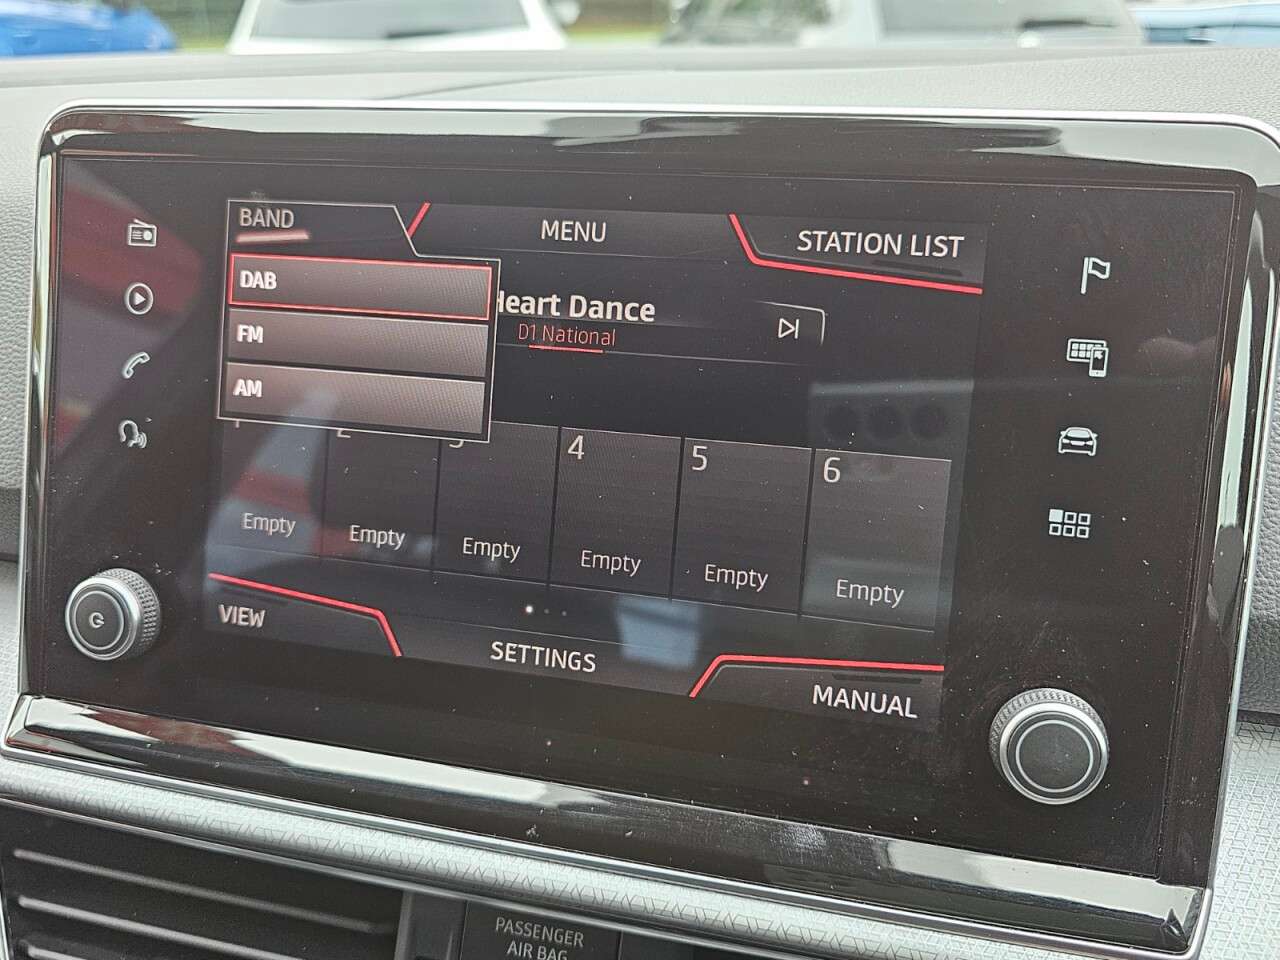 BAND
MENU
STATION LIST
DAB
FM
AM
Heart Dance
D1 National
4
5
6
Empty
Empty
Empty
Empty
Empty
Empty
VIEW
SETTINGS
MANUAL
PASSENGER
AIR BAG